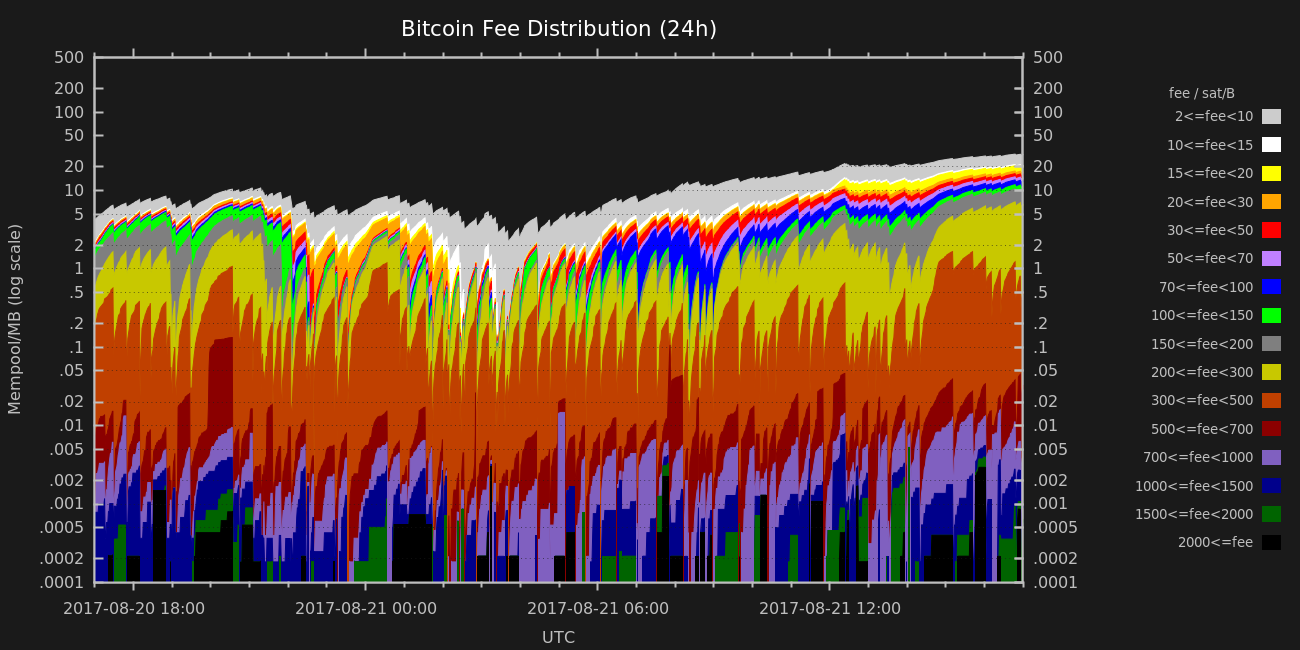 Bitcoin Fee Distribution (24h)
Mempool/MB (log scale)
500
200
100
50
20
10
5
2
1
.5
.2
.1
.05
.02
.01
.005
.002
.001
.0005
.0002
.0001
500
200
100
50
20
10
5
2
1
.5
.2
.1
.05
.02
.01
.005
.002
.001
.0005
.0002
.0001
2017-08-20 18:00
2017-08-21 00:00
2017-08-21 06:00
2017-08-21 12:00
UTC
fee / sat/B
2<=fee<10
10<=fee<15
15<=fee<20
20<=fee<30
30<=fee<50
50<=fee<70
70<=fee<100
100<=fee<150
150<=fee<200
200<=fee<300
300<=fee<500
500<=fee<700
700<=fee<1000
1000<=fee<1500
1500<=fee<2000
2000<=fee